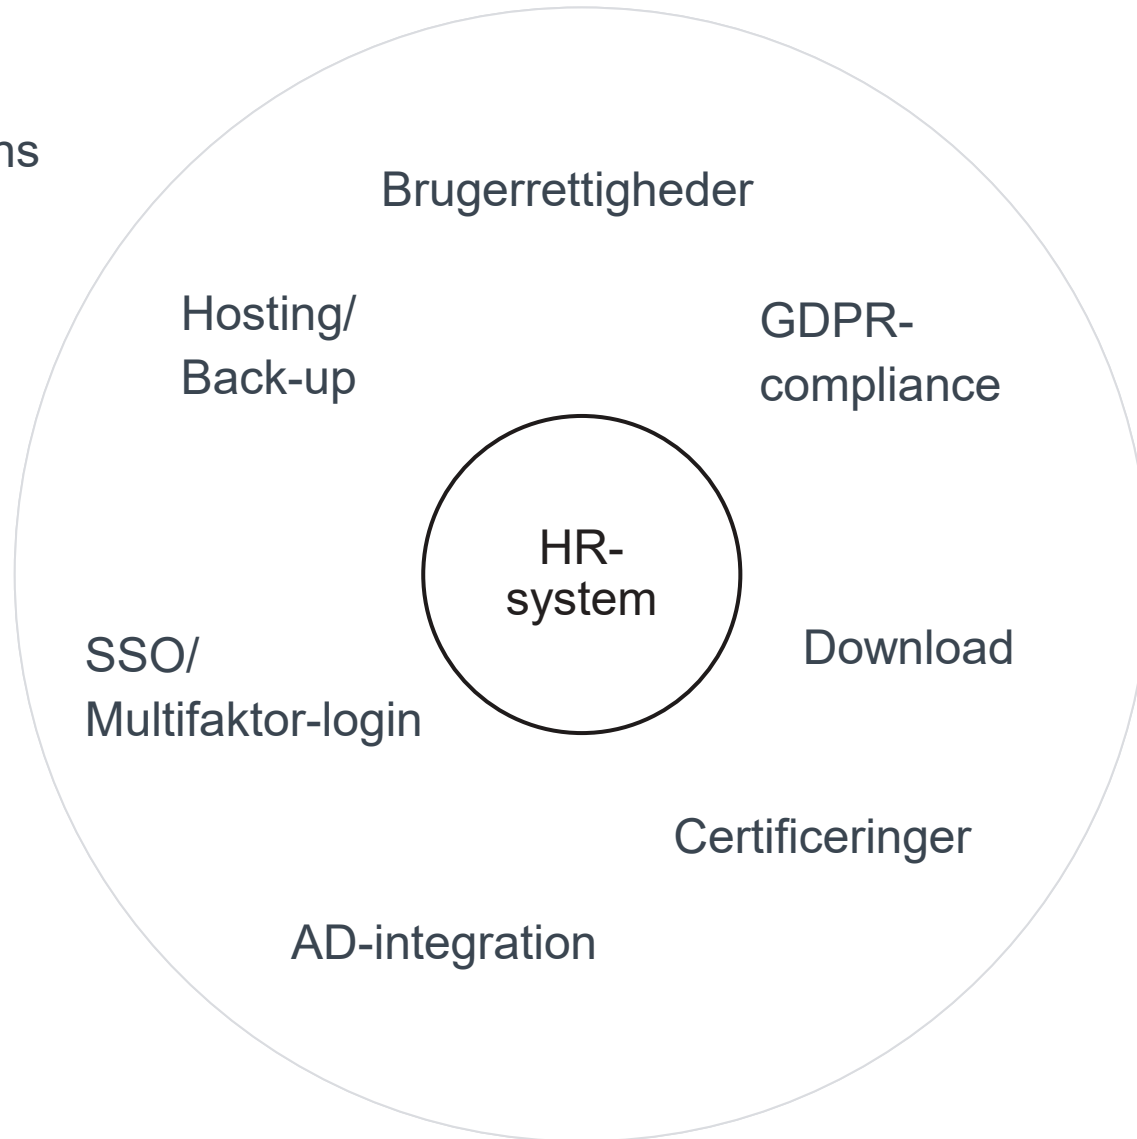 Brugerrettigheder
Hosting/
Back-up
GDPR-
compliance
HR-
system
SSO/
Multifaktor-login
Download
Certificeringer
AD-integration